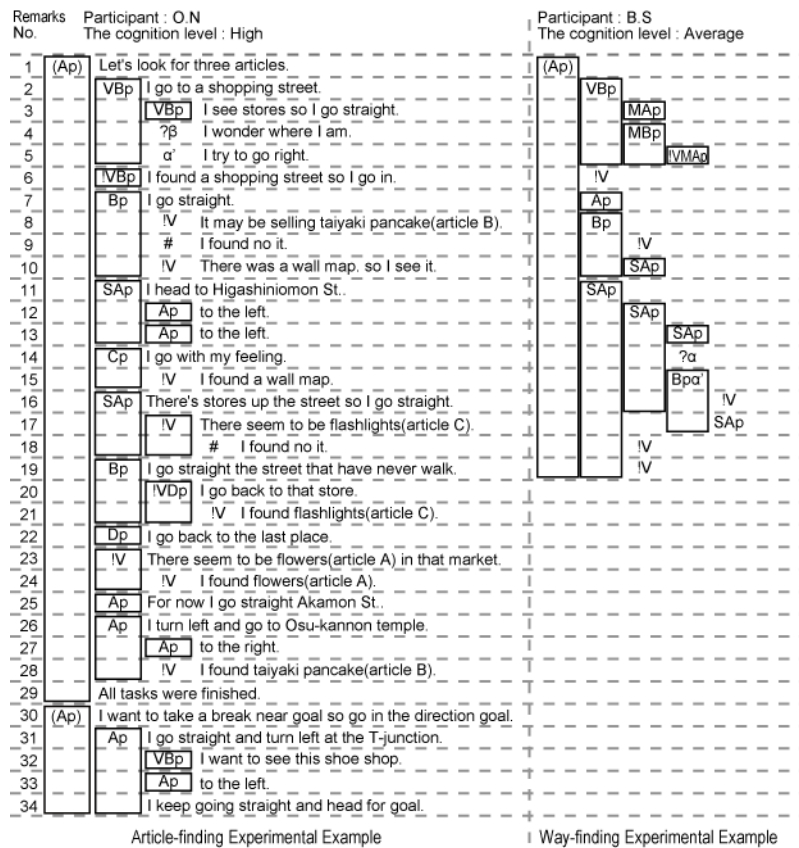 Remarks Participant : O.N Participant : B.S
No. The cognition level : High The cognition level : Average
1 (Ap) Let's look for three articles. (Ap)
2 VBp I go to a shopping street. VBp
3 VBp I see stores so I go straight. MAp
4 ?β I wonder where I am. MBp
5 α' I try to go right. !VMAp
6 !VBp I found a shopping street so I go in. !V
7 Bp I go straight. Ap
8 !V It may be selling taiyaki pancake(article B). Bp
9 # I found no it. !V
10 !V There was a wall map. so I see it. SAp
11 SAp I head to Higashiniomon St.. SAp
12 Ap to the left. SAp
13 Ap to the left. SAp
14 Cp I go with my feeling. ?α
15 !V I found a wall map. Bpα'
16 SAp There's stores up the street so I go straight. !V
17 !V There seem to be flashlights(article C). SAp
18 # I found no it. !V
19 Bp I go straight the street that have never walk. !V
20 !VDp I go back to that store.
21 !V I found flashlights(article C).
22 Dp I go back to the last place.
23 !V There seem to be flowers(article A) in that market.
24 !V I found flowers(article A).
25 Ap For now I go straight Akamon St..
26 Ap I turn left and go to Osu-kannon temple.
27 Ap to the right.
28 !V I found taiyaki pancake(article B).
29 All tasks were finished.
30 (Ap) I want to take a break near goal so go in the direction goal.
31 Ap I go straight and turn left at the T-junction.
32 VBp I want to see this shoe shop.
33 Ap to the left.
34 I keep going straight and head for goal.
Article-finding Experimental Example Way-finding Experimental Example